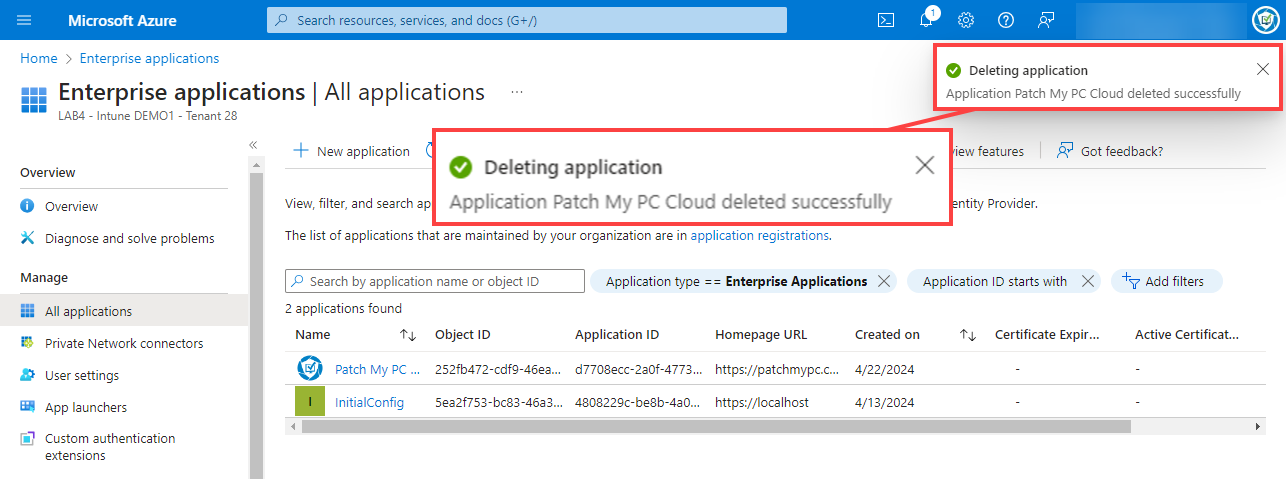 Microsoft Azure
Search resources, services, and docs (G+/)
1
Home > Enterprise applications
Enterprise applications | All applications
...
LAB4 - Intune DEMO1 - Tenant 28
Deleting application
Application Patch My PC Cloud deleted successfully
«
Overview
Overview
Diagnose and solve problems
Manage
All applications
Private Network connectors
User settings
App launchers
Custom authentication
extensions
New application
Got feedback?
Deleting application
Application Patch My PC Cloud deleted successfully
View, filter, and search
entity Provider.
The list of applications that are maintained by your organization are in application registrations.
Search by application name or object ID
Application type == Enterprise Applications
Application ID starts with
Add filters
2 applications found
Name Object ID Application ID Homepage URL Created on Certificate Expir... Active Certificat...
Patch My PC ... 252fb472-cdf9-46ea... d7708ecc-2a0f-4773... https://patchmypc.c... 4/22/2024 - -
I InitialConfig 5ea2f753-bc83-46a3... 4808229c-be8b-4a0... https://localhost 4/13/2024 - -